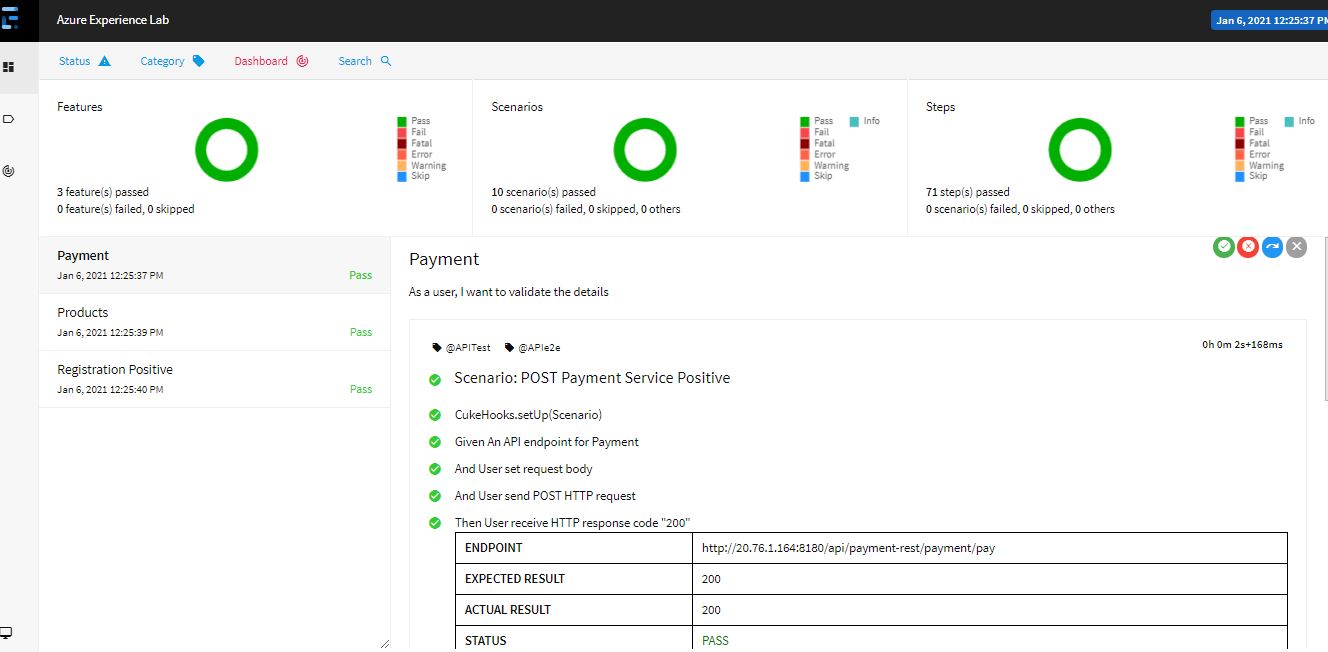 Azure Experience Lab
Jan 6, 2021 12:25:37 PM
Status
Category
Dashboard
Search
Features
Pass
Fail
Fatal
Error
Warning
Skip
3 feature(s) passed
0 feature(s) failed, 0 skipped
Scenarios
Pass
Info
Fail
Fatal
Error
Warning
Skip
10 scenario(s) passed
0 scenario(s) failed, 0 skipped, 0 others
Steps
Pass
Info
Fail
Fatal
Error
Warning
Skip
71 step(s) passed
0 scenario(s) failed, 0 skipped, 0 others
Payment
Jan 6, 2021 12:25:37 PM
Pass
Products
Jan 6, 2021 12:25:39 PM
Pass
Registration Positive
Jan 6, 2021 12:25:40 PM
Pass
Payment
As a user, I want to validate the details
@APITest @APIe2e
0h 0m 2s+168ms
Scenario: POST Payment Service Positive
CukeHooks.setUp(Scenario)
Given An API endpoint for Payment
And User set request body
And User send POST HTTP request
Then User receive HTTP response code "200"
ENDPOINT http://20.76.1.164:8180/api/payment-rest/payment/pay
EXPECTED RESULT 200
ACTUAL RESULT 200
STATUS PASS